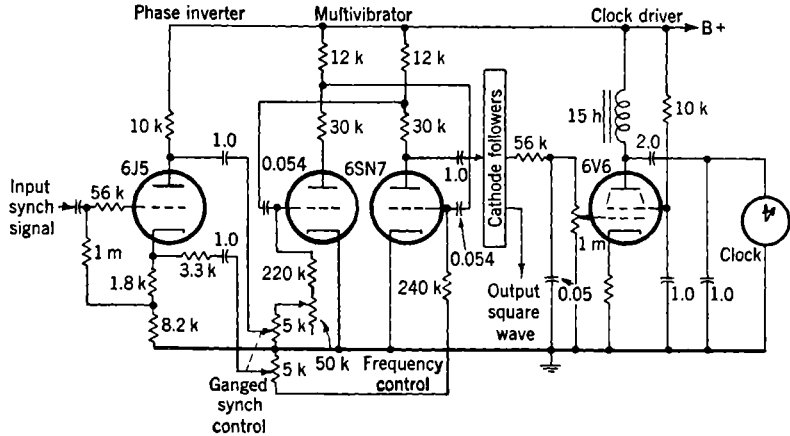 Phase inverter
Multivibrator
Clock driver
B+
12 k
12 k
15 h
10 k
10 k
1.0
30 k
30 k
56 k
2.0
6J5
0.054
6SN7
1.0
Cathode followers
6V6
Input
synch
signal
56 k
1 m
1.0
3.3 k
1.8 k
8.2 k
220 k
0.054
240 k
1 m
Clock
Output
square
wave
0.05
1.0
1.0
5 k
5 k
50 k
Frequency
control
Ganged
synch
control